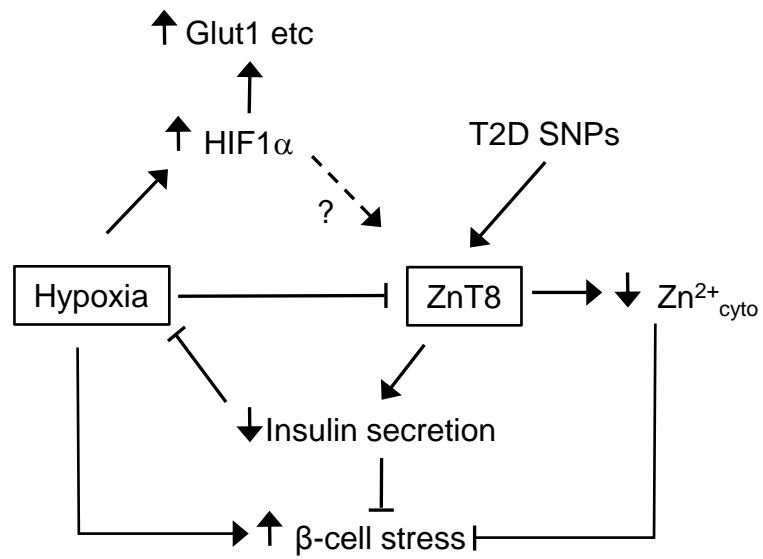 ↑ Glut1 etc
↑ HIF1α
T2D SNPs
?
Hypoxia
ZnT8
↓ Zn²⁺cyto
↓Insulin secretion
↑ β-cell stress